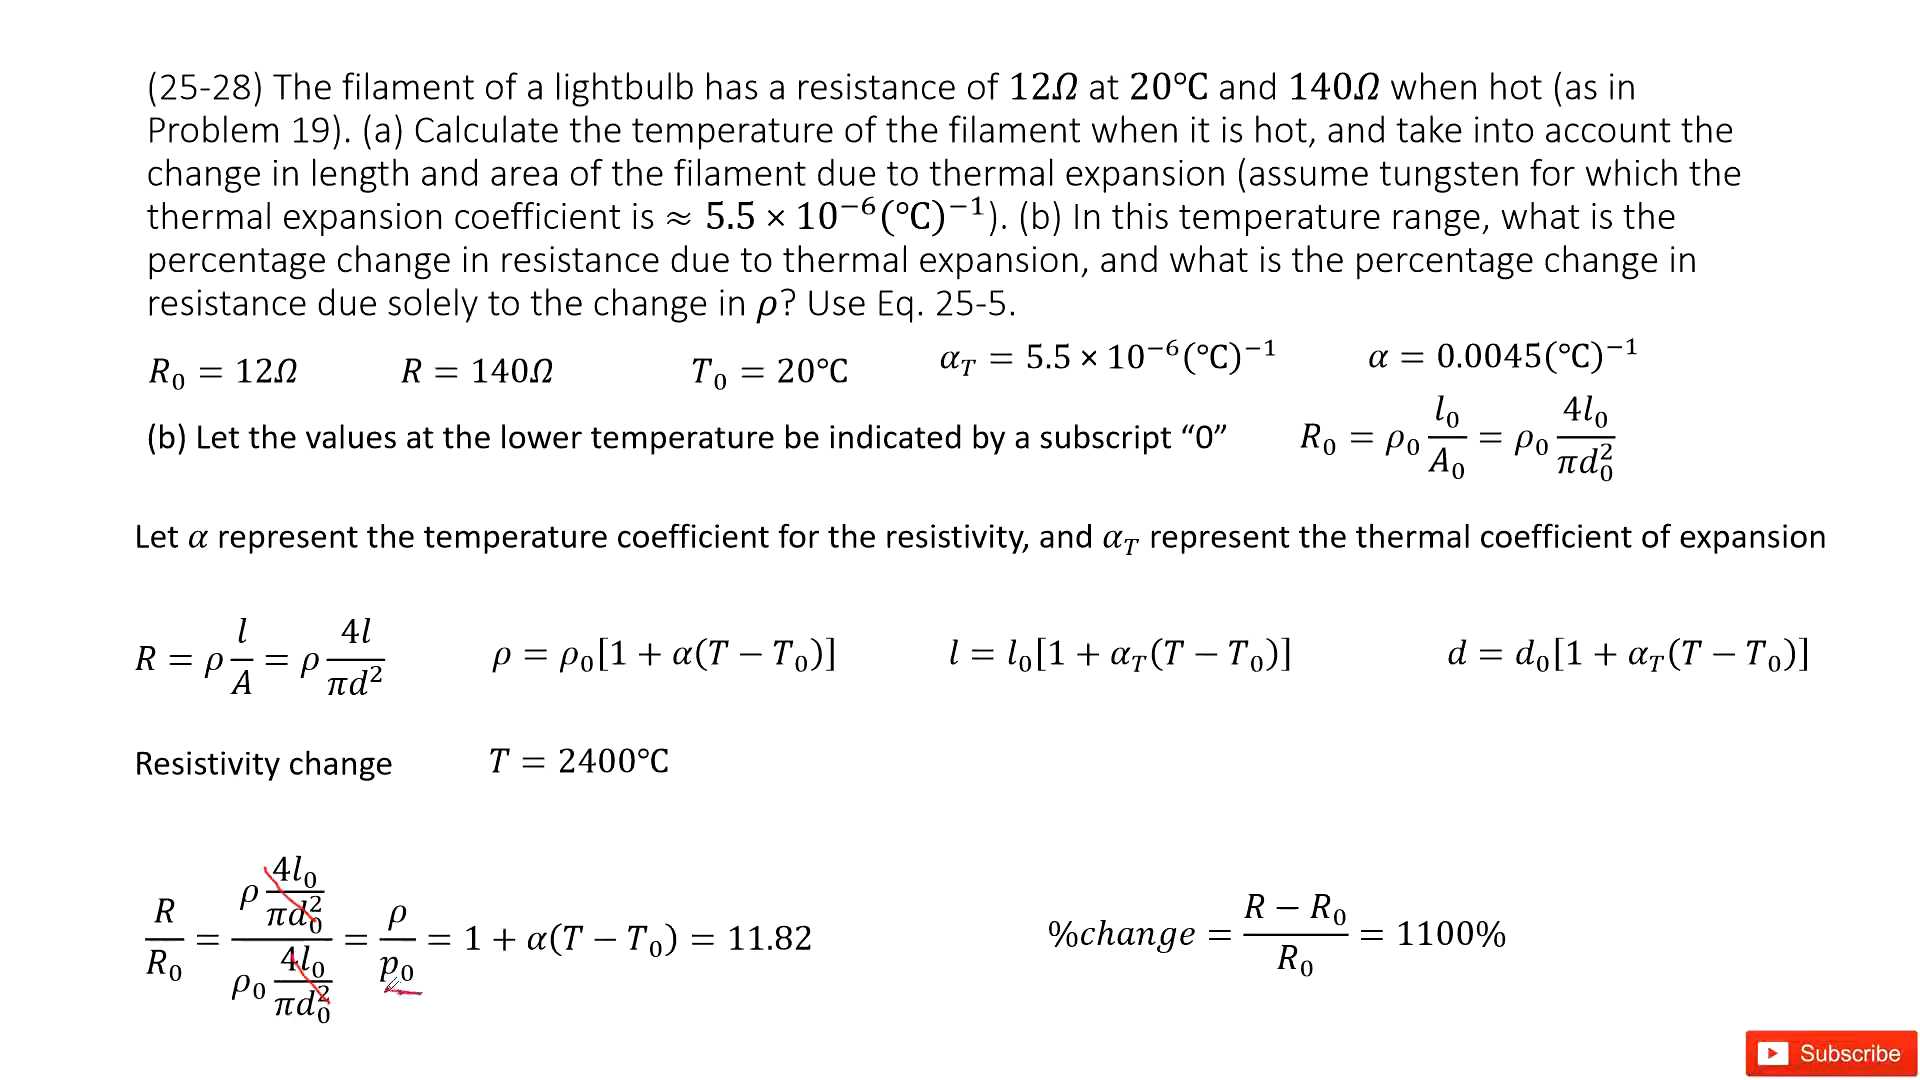 (25-28) The filament of a lightbulb has a resistance of 12Ω at 20℃ and 140Ω when hot (as in
Problem 19). (a) Calculate the temperature of the filament when it is hot, and take into account the
change in length and area of the filament due to thermal expansion (assume tungsten for which the
thermal expansion coefficient is ≈ 5.5 × 10⁻⁶(℃)⁻¹). (b) In this temperature range, what is the
percentage change in resistance due to thermal expansion, and what is the percentage change in
resistance due solely to the change in ρ? Use Eq. 25-5.
R₀ = 12Ω R = 140Ω T₀ = 20℃ α_T = 5.5 × 10⁻⁶(℃)⁻¹ α = 0.0045(℃)⁻¹
(b) Let the values at the lower temperature be indicated by a subscript “0” R₀ = ρ₀ l₀/A₀ = ρ₀ 4l₀/πd₀²
Let α represent the temperature coefficient for the resistivity, and α_T represent the thermal coefficient of expansion
R = ρ l/A = ρ 4l/πd² ρ = ρ₀[1 + α(T − T₀)] l = l₀[1 + α_T(T − T₀)] d = d₀[1 + α_T(T − T₀)]
Resistivity change T = 2400℃
R/R₀ = (ρ 4l₀/πd₀²)/(ρ₀ 4l₀/πd₀²) = ρ/p₀ = 1 + α(T − T₀) = 11.82 %change = (R − R₀)/R₀ = 1100%
Subscribe